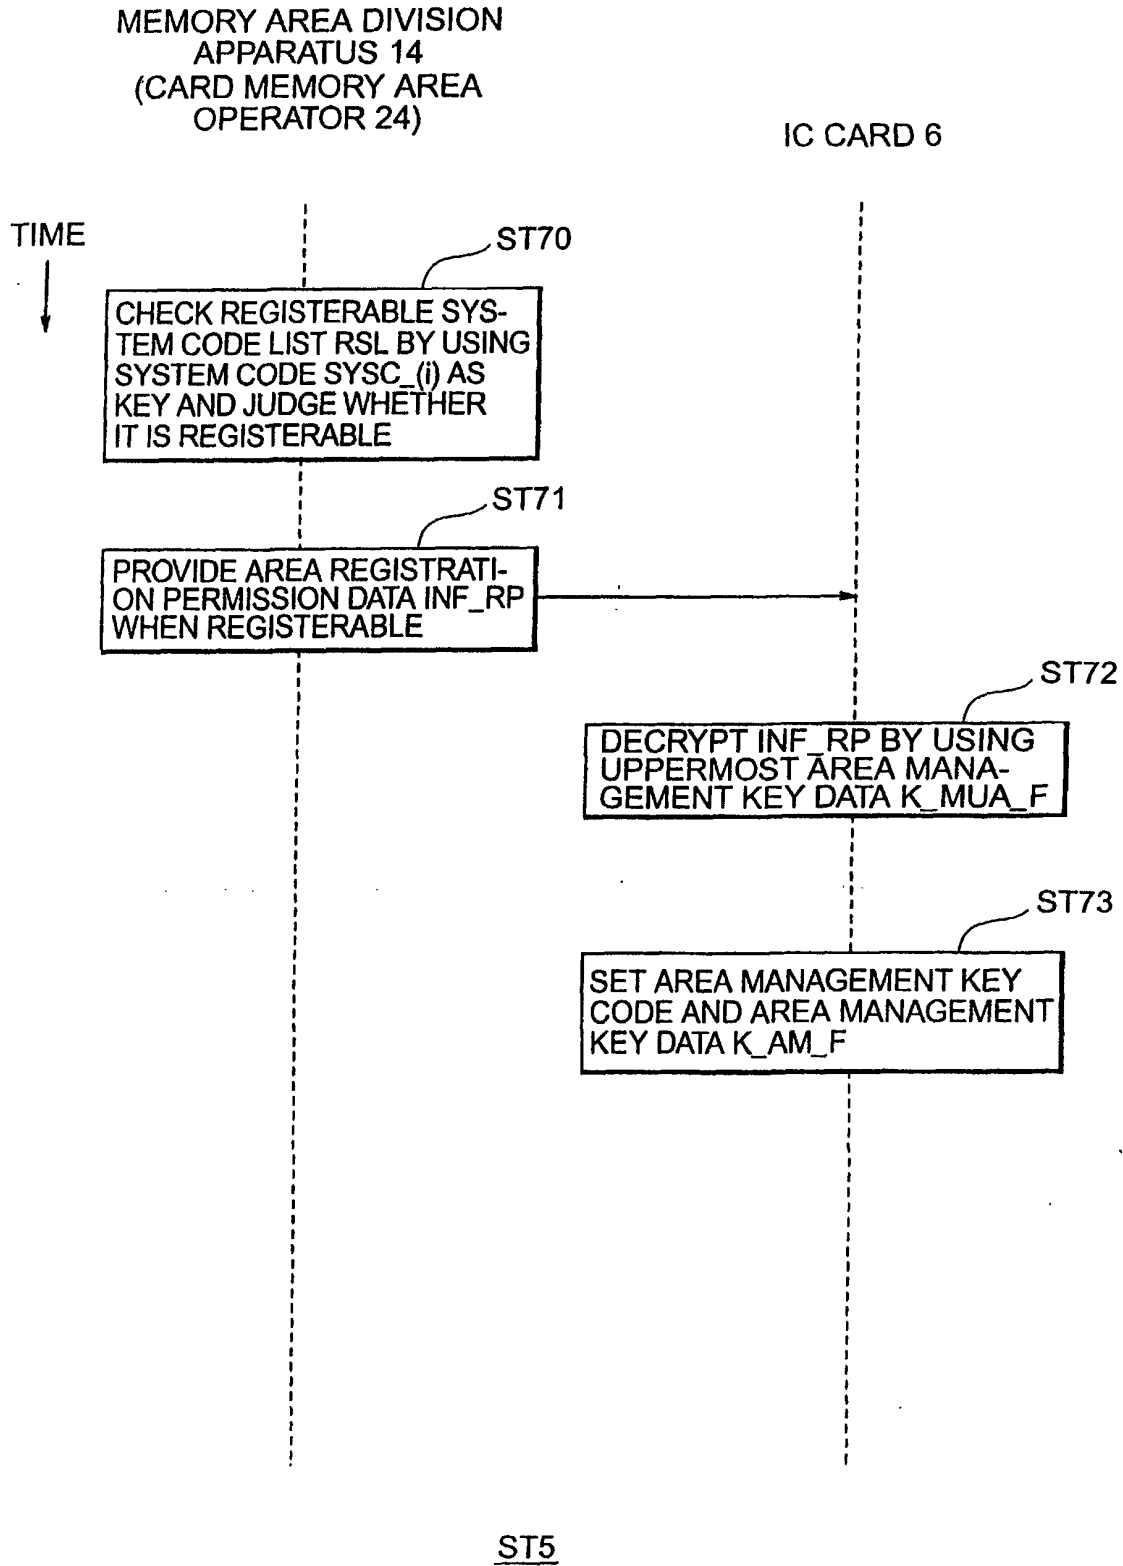 MEMORY AREA DIVISION
APPARATUS 14
(CARD MEMORY AREA
OPERATOR 24)
IC CARD 6
TIME
ST70
CHECK REGISTERABLE SYS-
TEM CODE LIST RSL BY USING
SYSTEM CODE SYSC_(i) AS
KEY AND JUDGE WHETHER
IT IS REGISTERABLE
ST71
PROVIDE AREA REGISTRATI-
ON PERMISSION DATA INF_RP
WHEN REGISTERABLE
ST72
DECRYPT INF_RP BY USING
UPPERMOST AREA MANA-
GEMENT KEY DATA K_MUA_F
ST73
SET AREA MANAGEMENT KEY
CODE AND AREA MANAGEMENT
KEY DATA K_AM_F
ST5